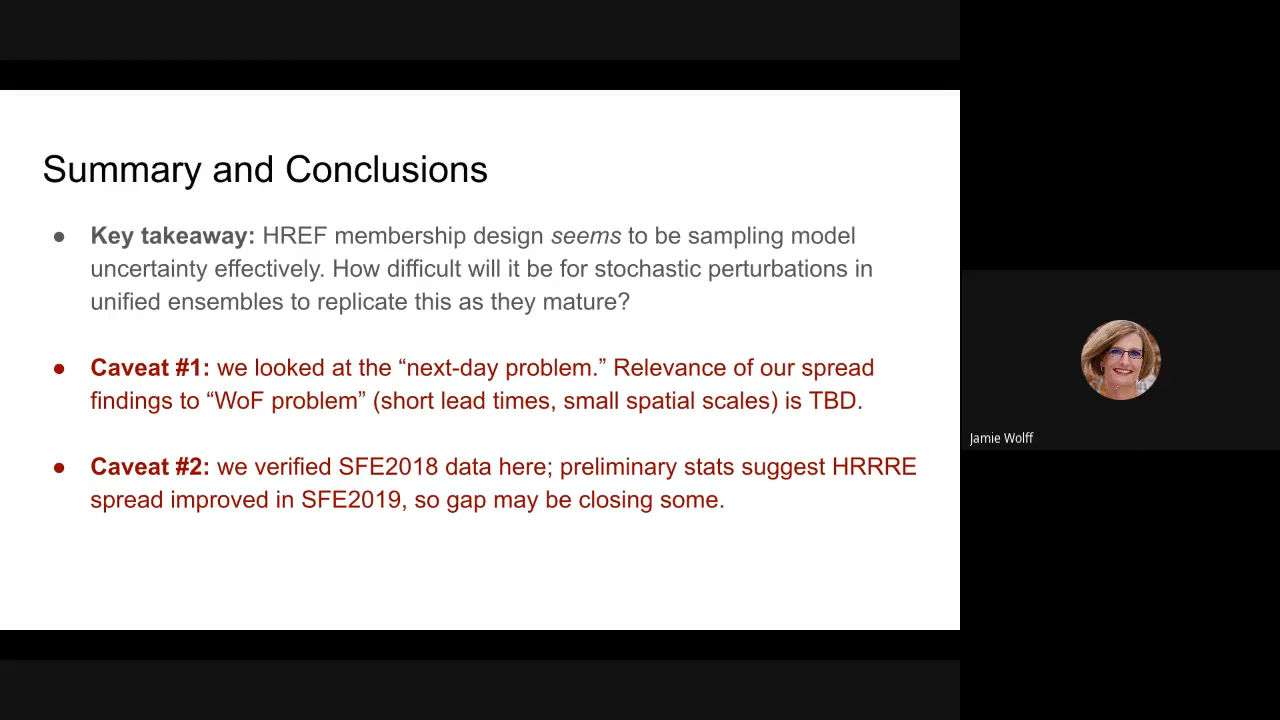 Summary and Conclusions
● Key takeaway: HREF membership design seems to be sampling model
uncertainty effectively. How difficult will it be for stochastic perturbations in
unified ensembles to replicate this as they mature?
● Caveat #1: we looked at the “next-day problem.” Relevance of our spread
findings to “WoF problem” (short lead times, small spatial scales) is TBD.
● Caveat #2: we verified SFE2018 data here; preliminary stats suggest HRRRE
spread improved in SFE2019, so gap may be closing some.
Jamie Wolff